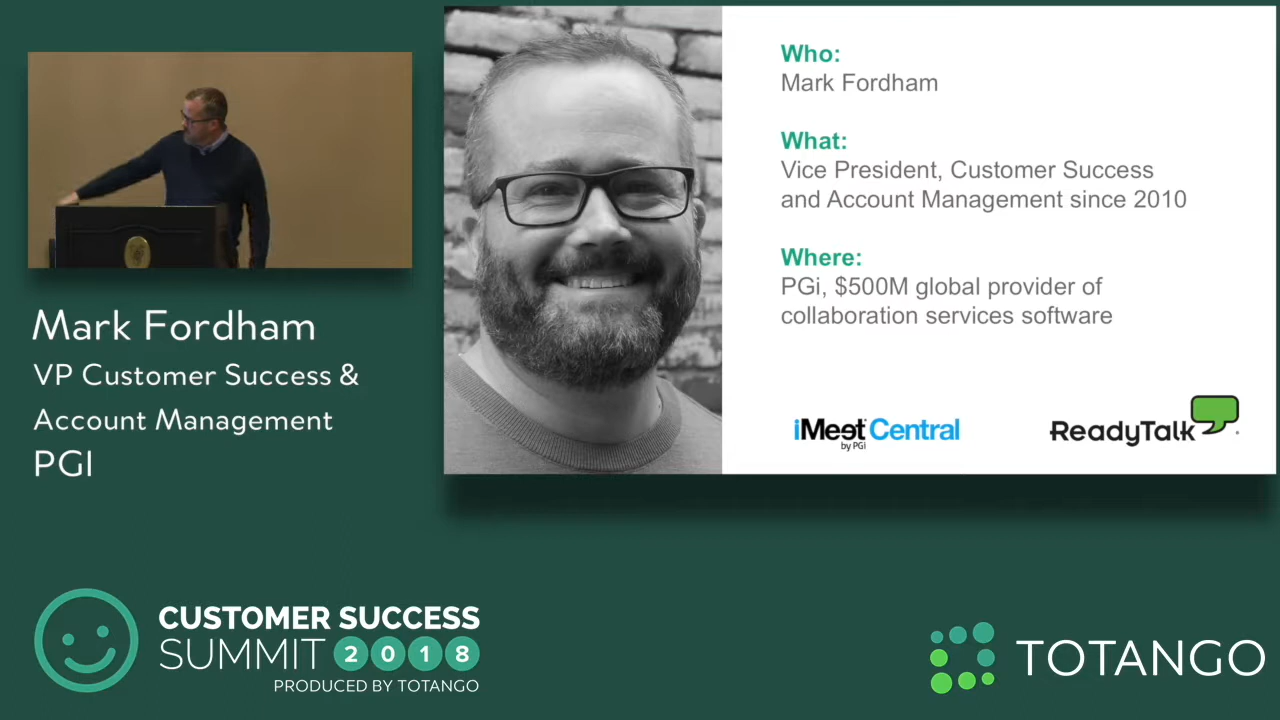 Who:
Mark Fordham
What:
Vice President, Customer Success
and Account Management since 2010
Where:
PGi, $500M global provider of
collaboration services software
iMeet Central
by PGi
ReadyTalk
Mark Fordham
VP Customer Success &
Account Management
PGI
CUSTOMER SUCCESS
SUMMIT 2018
PRODUCED BY TOTANGO
TOTANGO